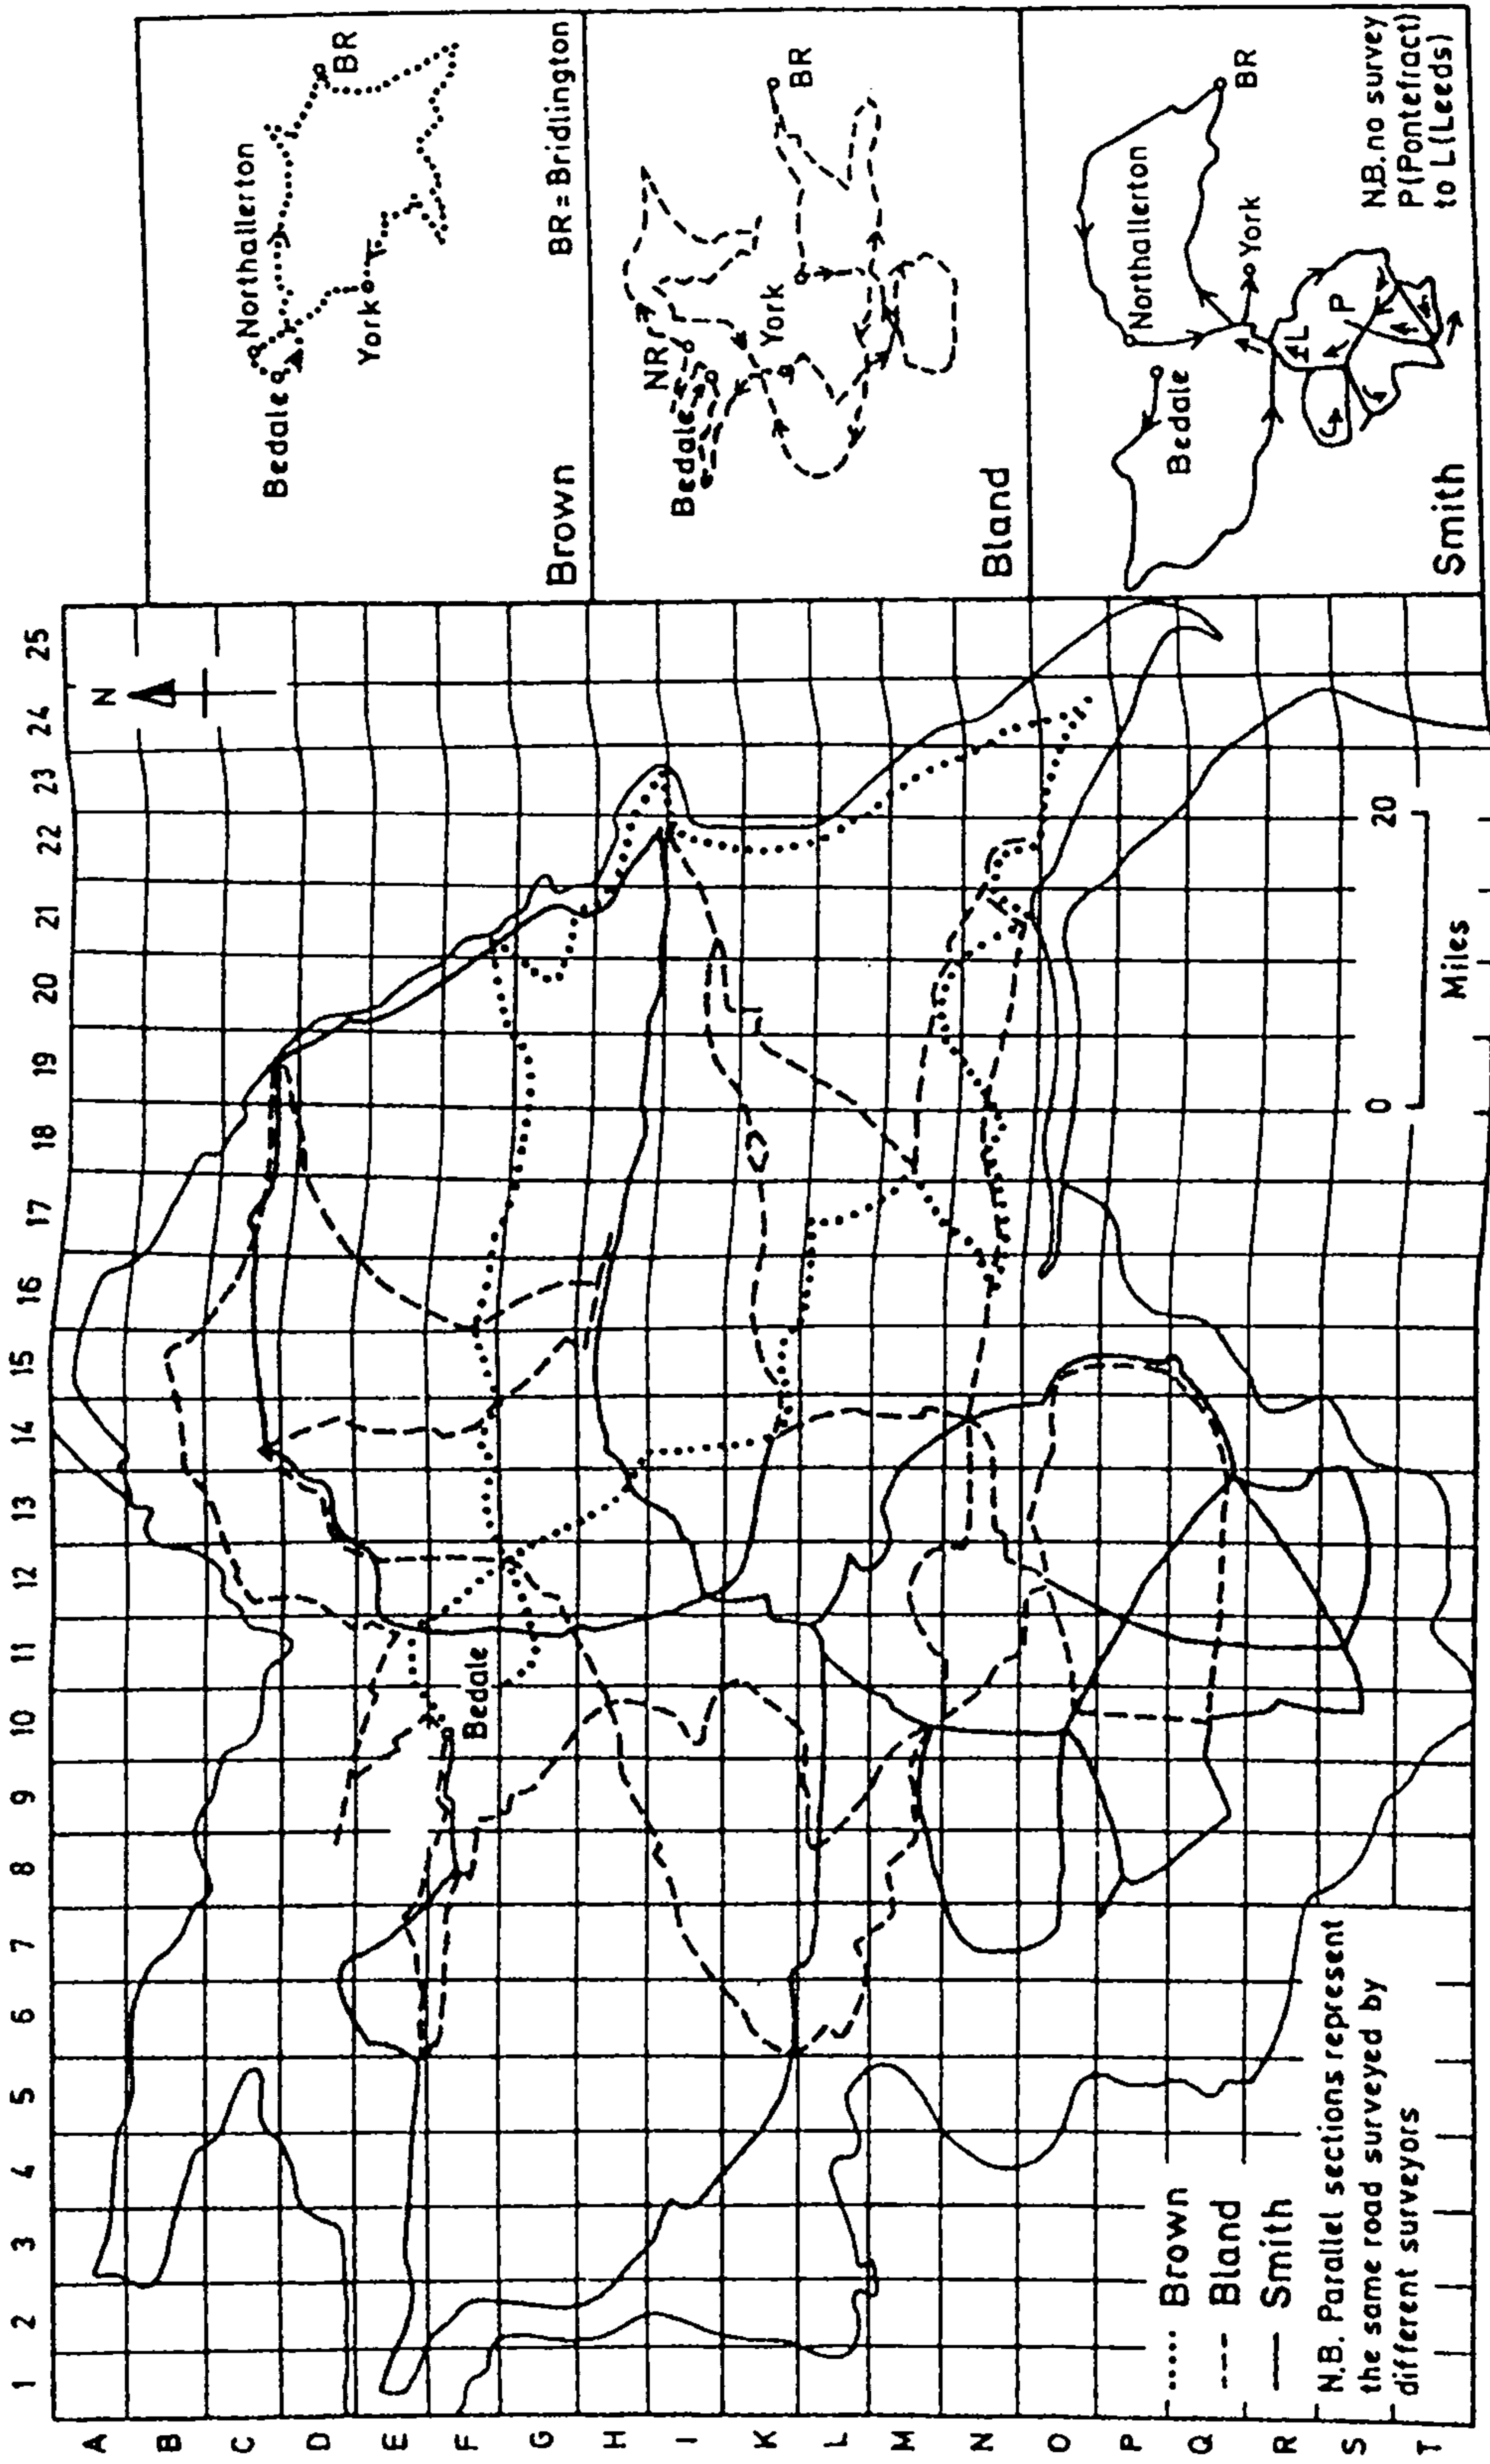 1 2 3 4 5 6 7 8 9 10 11 12 13 14 15 16 17 18 19 20 21 22 23 24 25
A
B
C
D
E
F
G
H
I
K
L
M
N
O
P
Q
R
S
T
N
Bedale
Brown
Bland
Smith
N.B. Parallel sections represent
the same road surveyed by
different surveyors
0 20
Miles
Northallerton
BR
Bedale
York
BR = Bridlington
Brown
NR
Bedale
York
BR
Bland
Northallerton
Bedale
York
BR
L
P
N.B. no survey
P(Pontefract)
to L(Leeds)
Smith